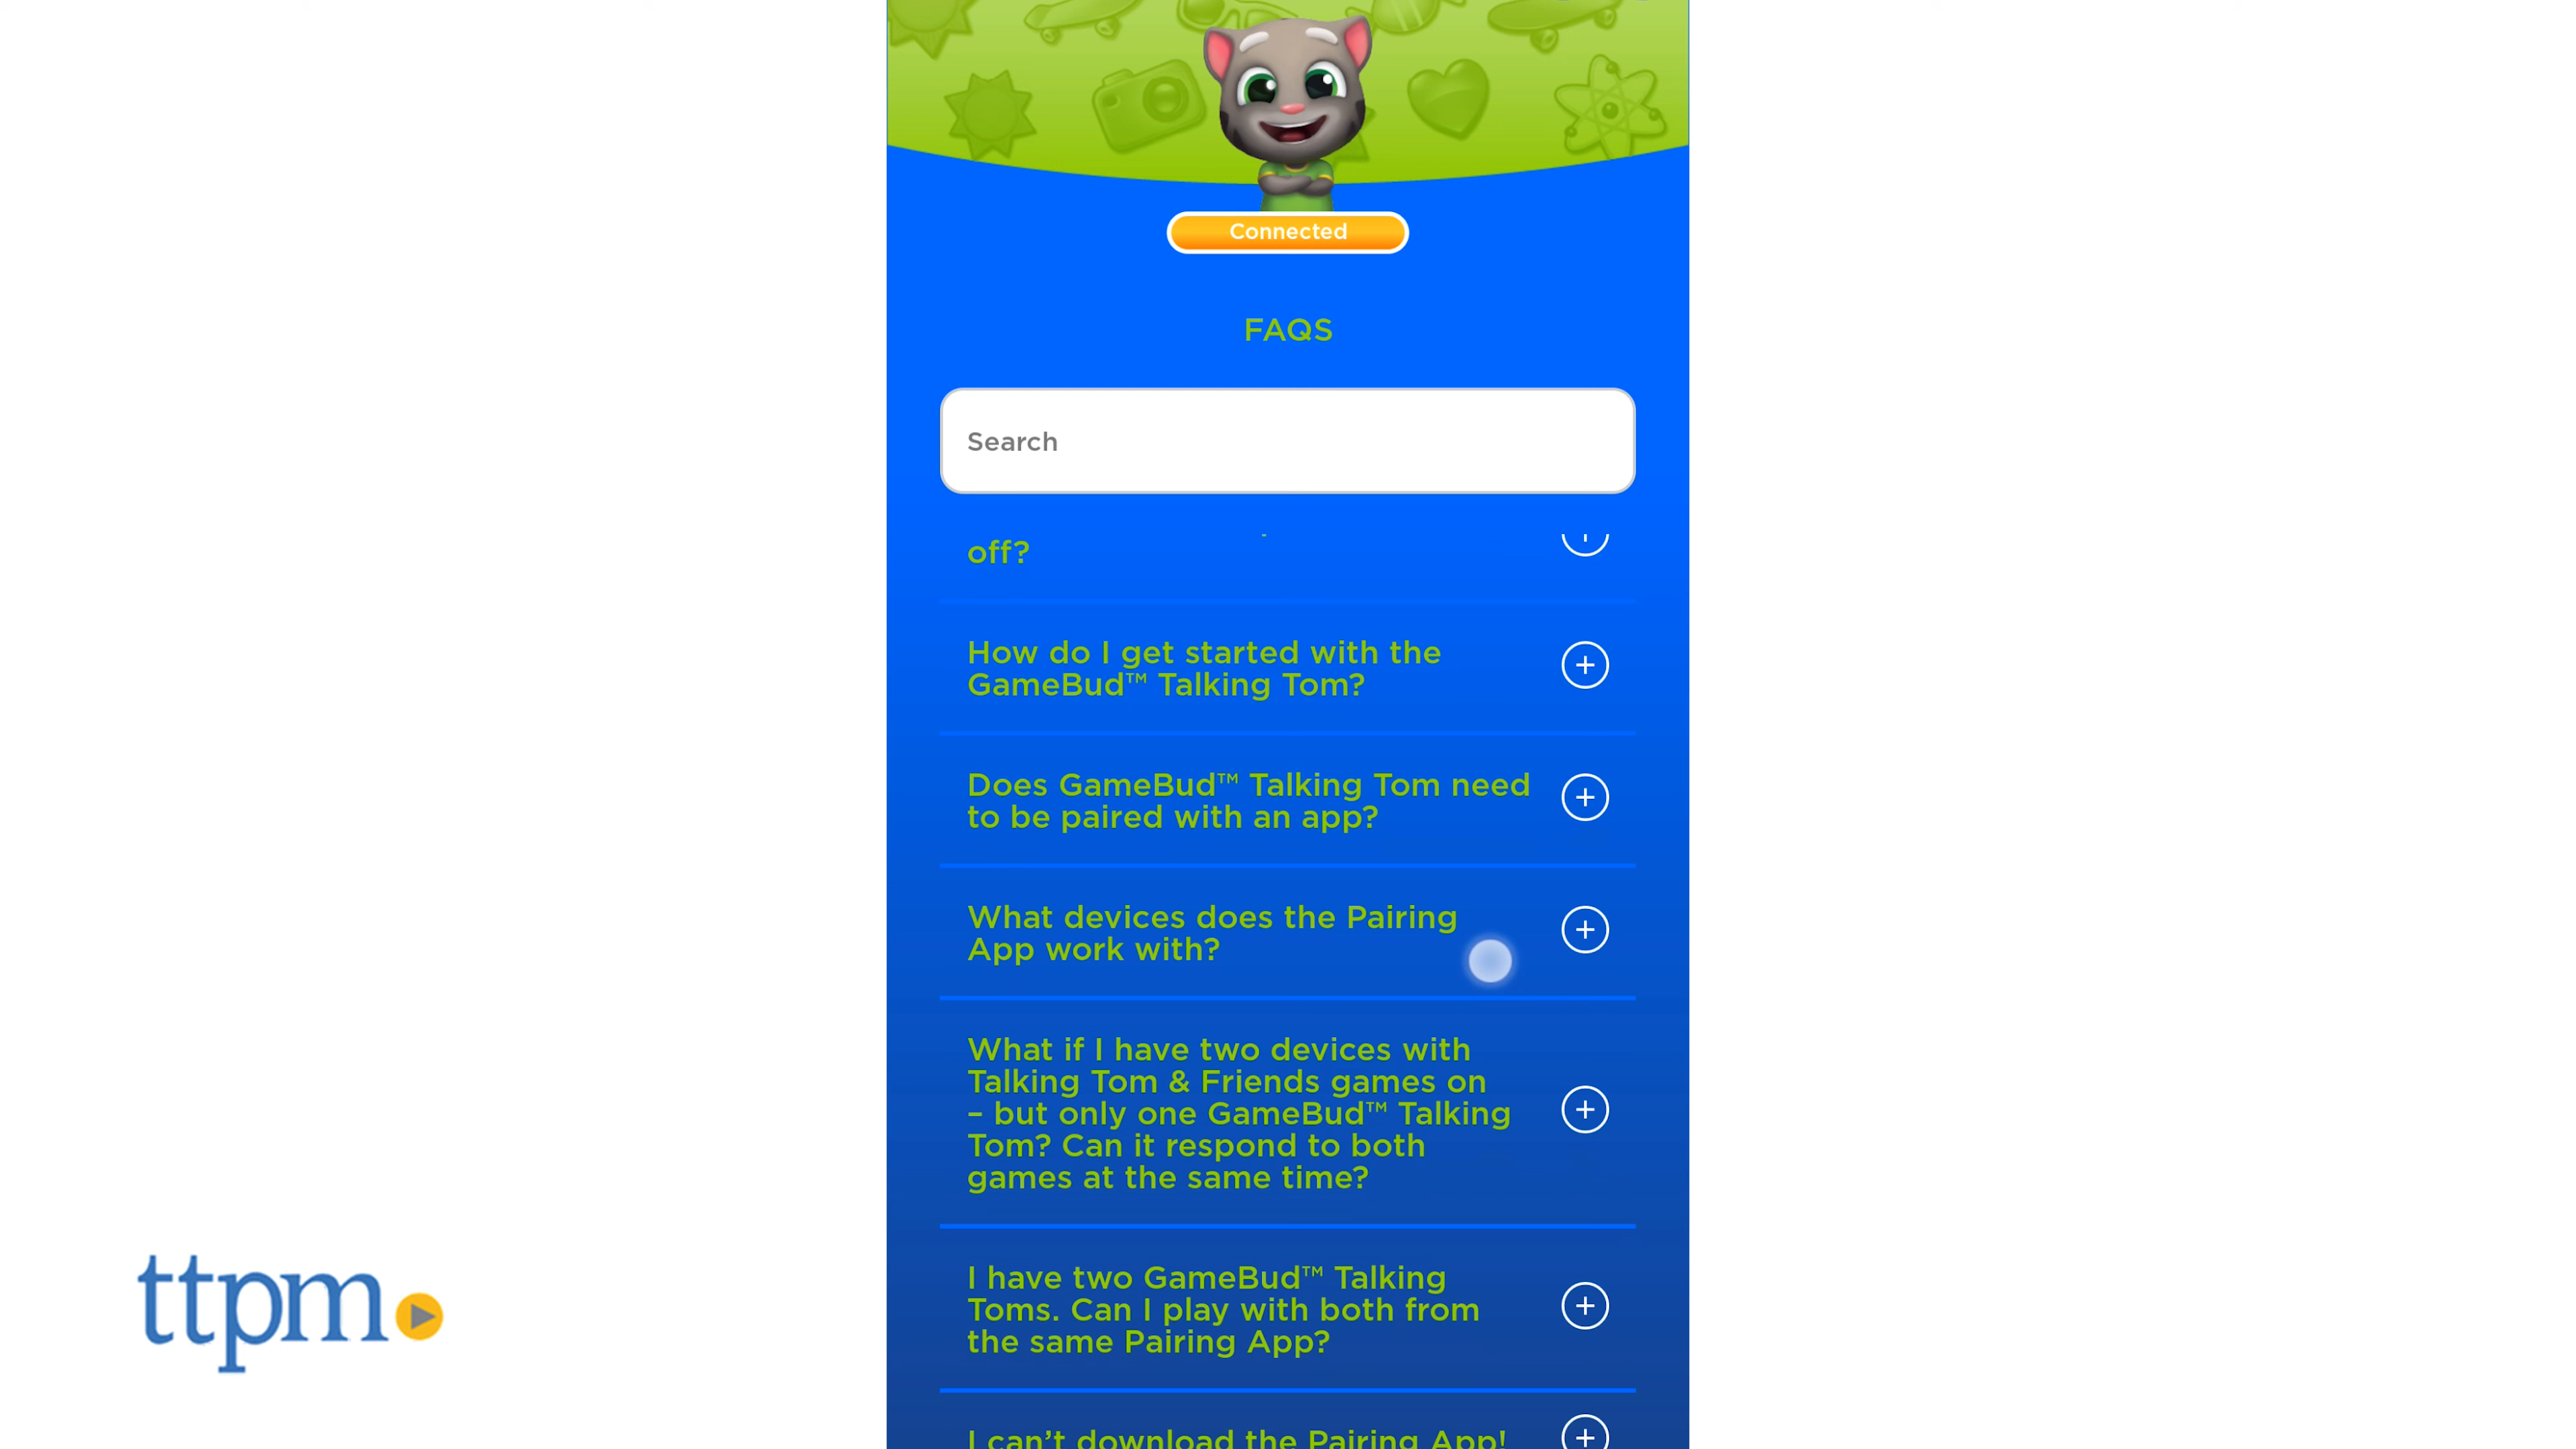 Connected
FAQS
Search
off?
How do I get started with the
GameBud™ Talking Tom?
Does GameBud™ Talking Tom need
to be paired with an app?
What devices does the Pairing
App work with?
What if I have two devices with
Talking Tom & Friends games on
– but only one GameBud™ Talking
Tom? Can it respond to both
games at the same time?
I have two GameBud™ Talking
Toms. Can I play with both from
the same Pairing App?
I can't download the Pairing App!
ttpm